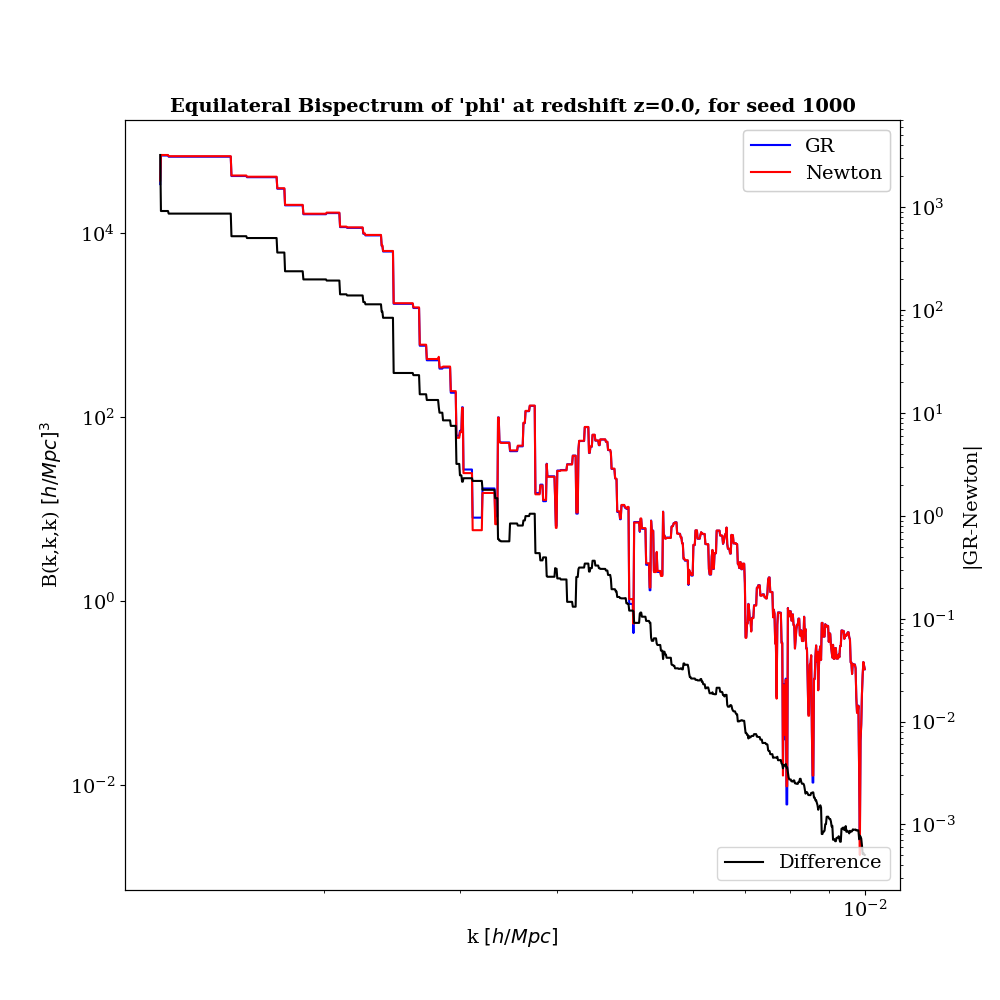 Equilateral Bispectrum of 'phi' at redshift z=0.0, for seed 1000
GR
Newton
10^4
10^2
10^0
10^-2
B(k,k,k) [h/Mpc]^3
10^3
10^2
10^1
10^0
10^-1
10^-2
10^-3
|GR-Newton|
Difference
10^-2
k [h/Mpc]